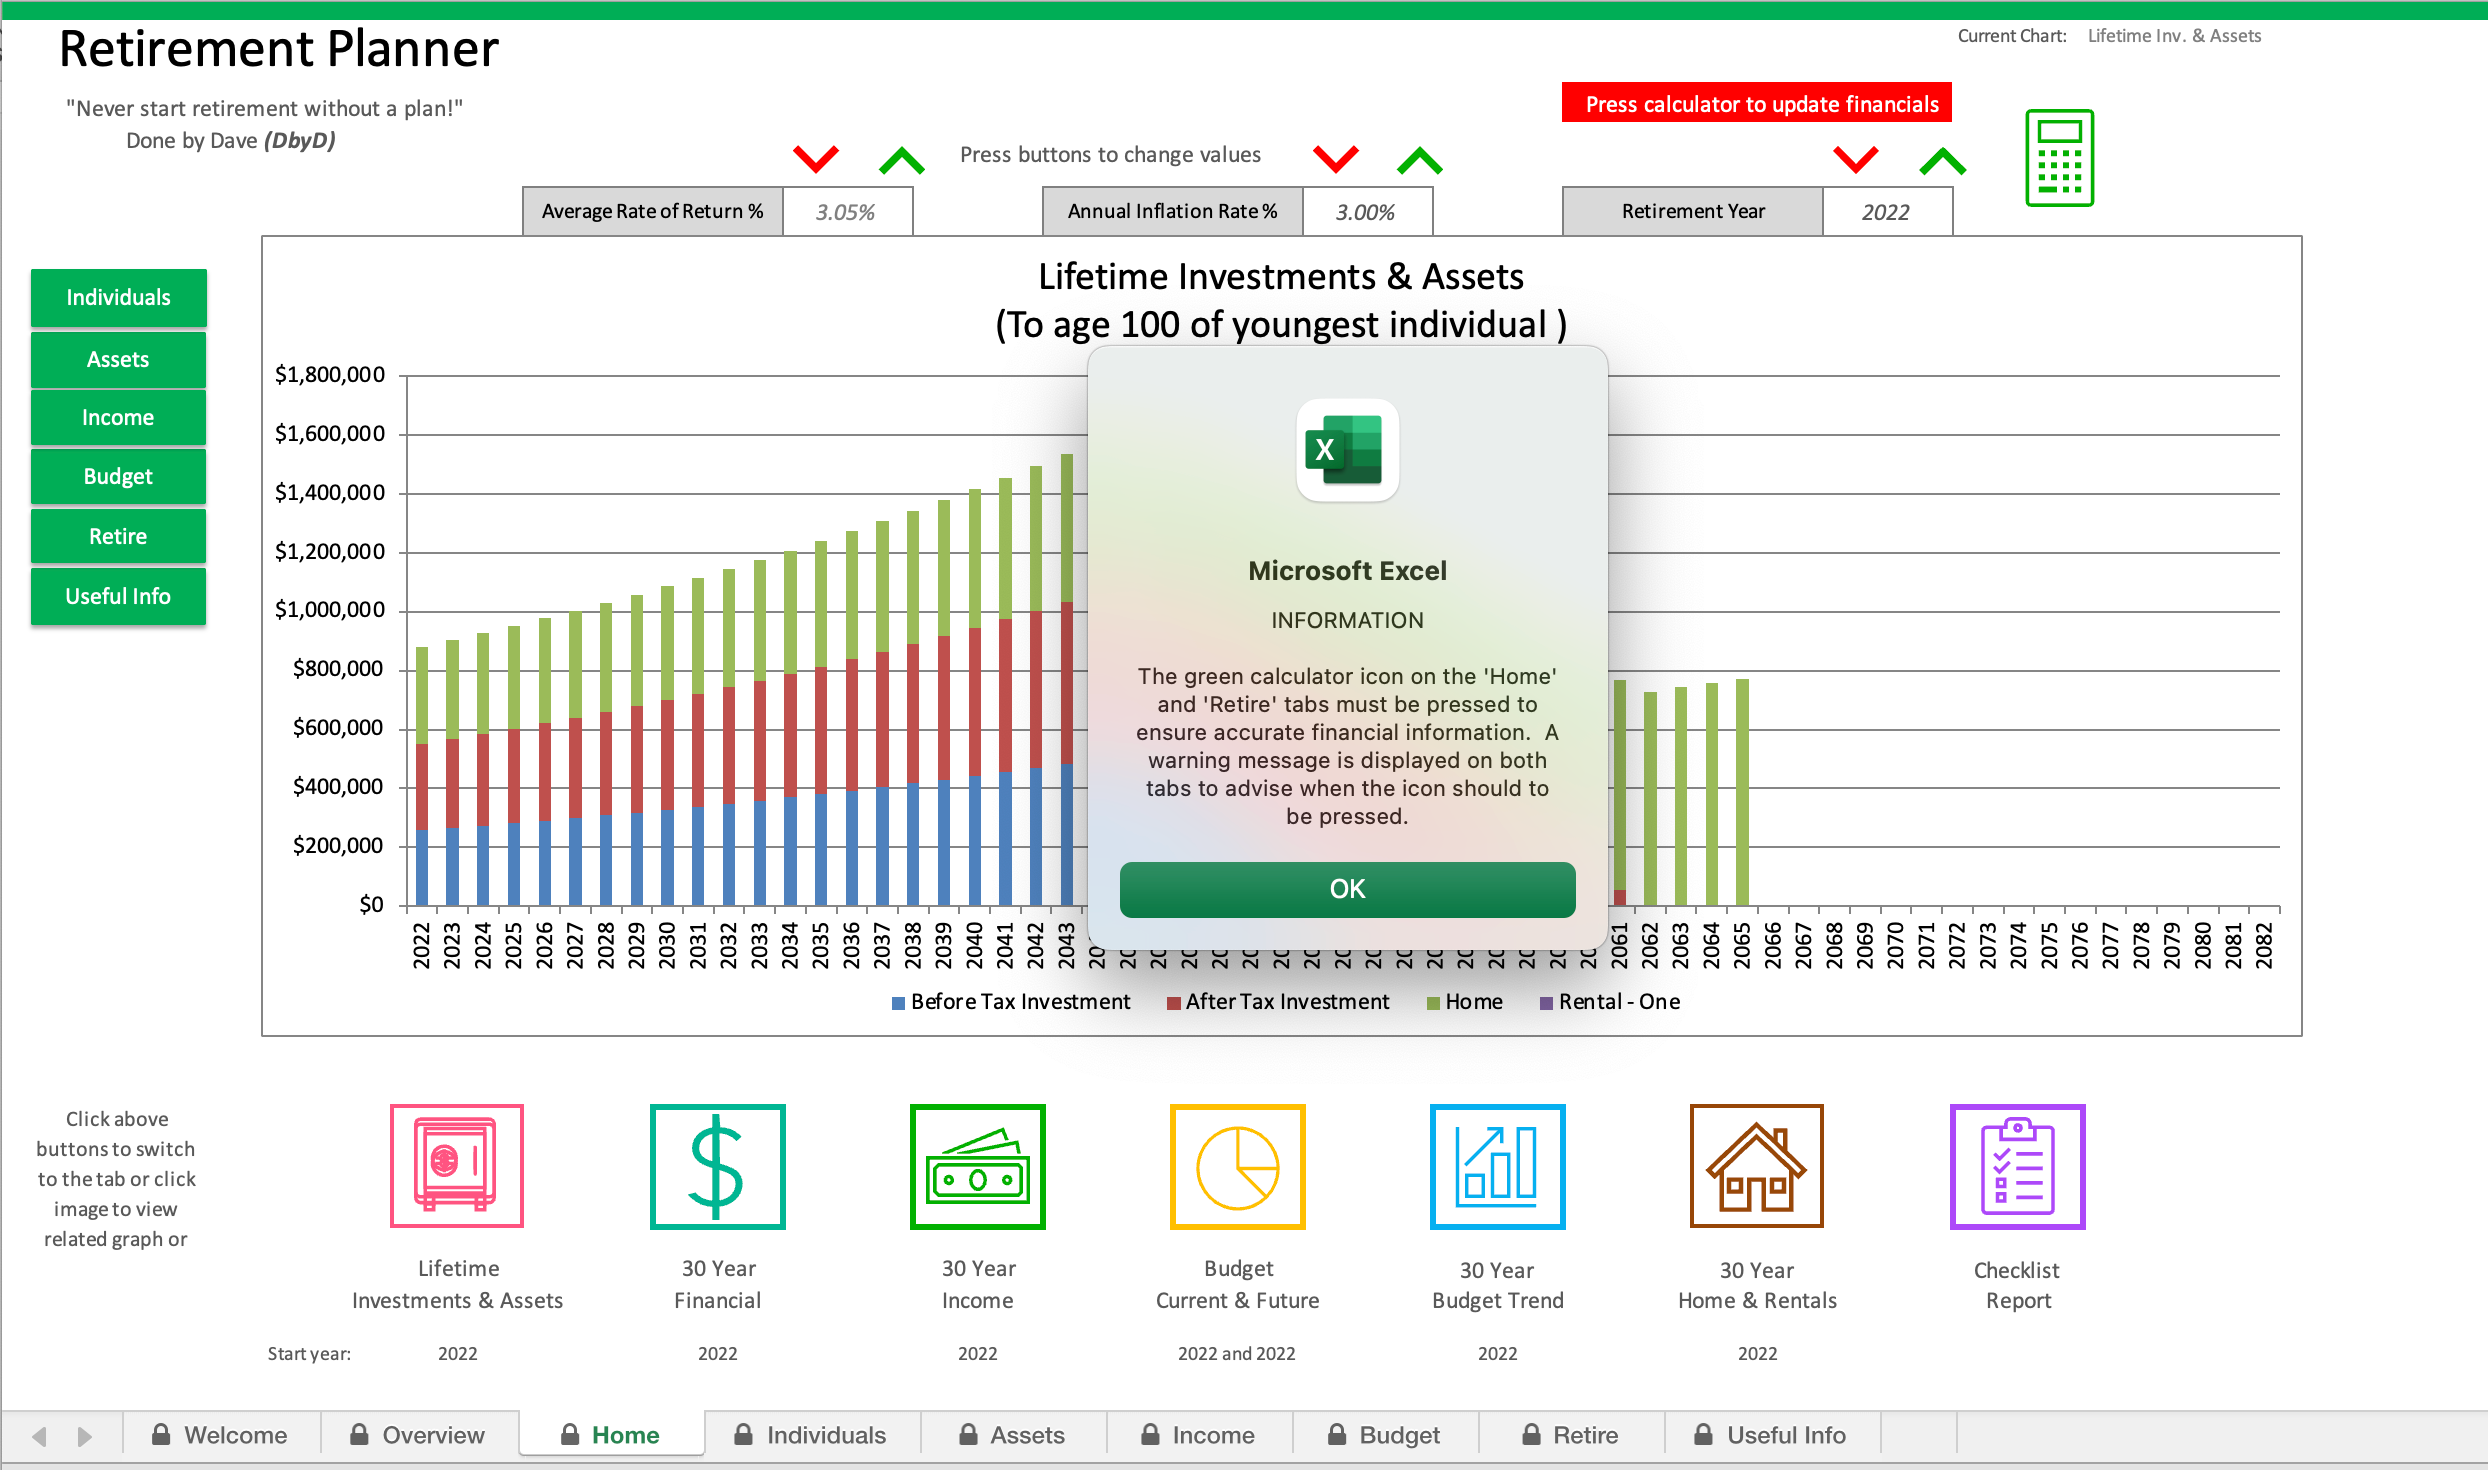 Retirement Planner
Current Chart: Lifetime Inv. & Assets
"Never start retirement without a plan!"
Done by Dave (DbyD)
Press calculator to update financials
Press buttons to change values
Average Rate of Return % 3.05%
Annual Inflation Rate % 3.00%
Retirement Year 2022
Individuals
Assets
Income
Budget
Retire
Useful Info
Lifetime Investments & Assets
(To age 100 of youngest individual )
$1,800,000
$1,600,000
$1,400,000
$1,200,000
$1,000,000
$800,000
$600,000
$400,000
$200,000
$0
2022 2023 2024 2025 2026 2027 2028 2029 2030 2031 2032 2033 2034 2035 2036 2037 2038 2039 2040 2041 2042 2043
2061 2062 2063 2064 2065 2066 2067 2068 2069 2070 2071 2072 2073 2074 2075 2076 2077 2078 2079 2080 2081 2082
Before Tax Investment After Tax Investment Home Rental - One
X
Microsoft Excel
INFORMATION
The green calculator icon on the 'Home'
and 'Retire' tabs must be pressed to
ensure accurate financial information. A
warning message is displayed on both
tabs to advise when the icon should to
be pressed.
OK
Click above
buttons to switch
to the tab or click
image to view
related graph or
Lifetime
Investments & Assets
30 Year
Financial
30 Year
Income
Budget
Current & Future
30 Year
Budget Trend
30 Year
Home & Rentals
Checklist
Report
Start year: 2022 2022 2022 2022 and 2022 2022 2022
Welcome Overview Home Individuals Assets Income Budget Retire Useful Info